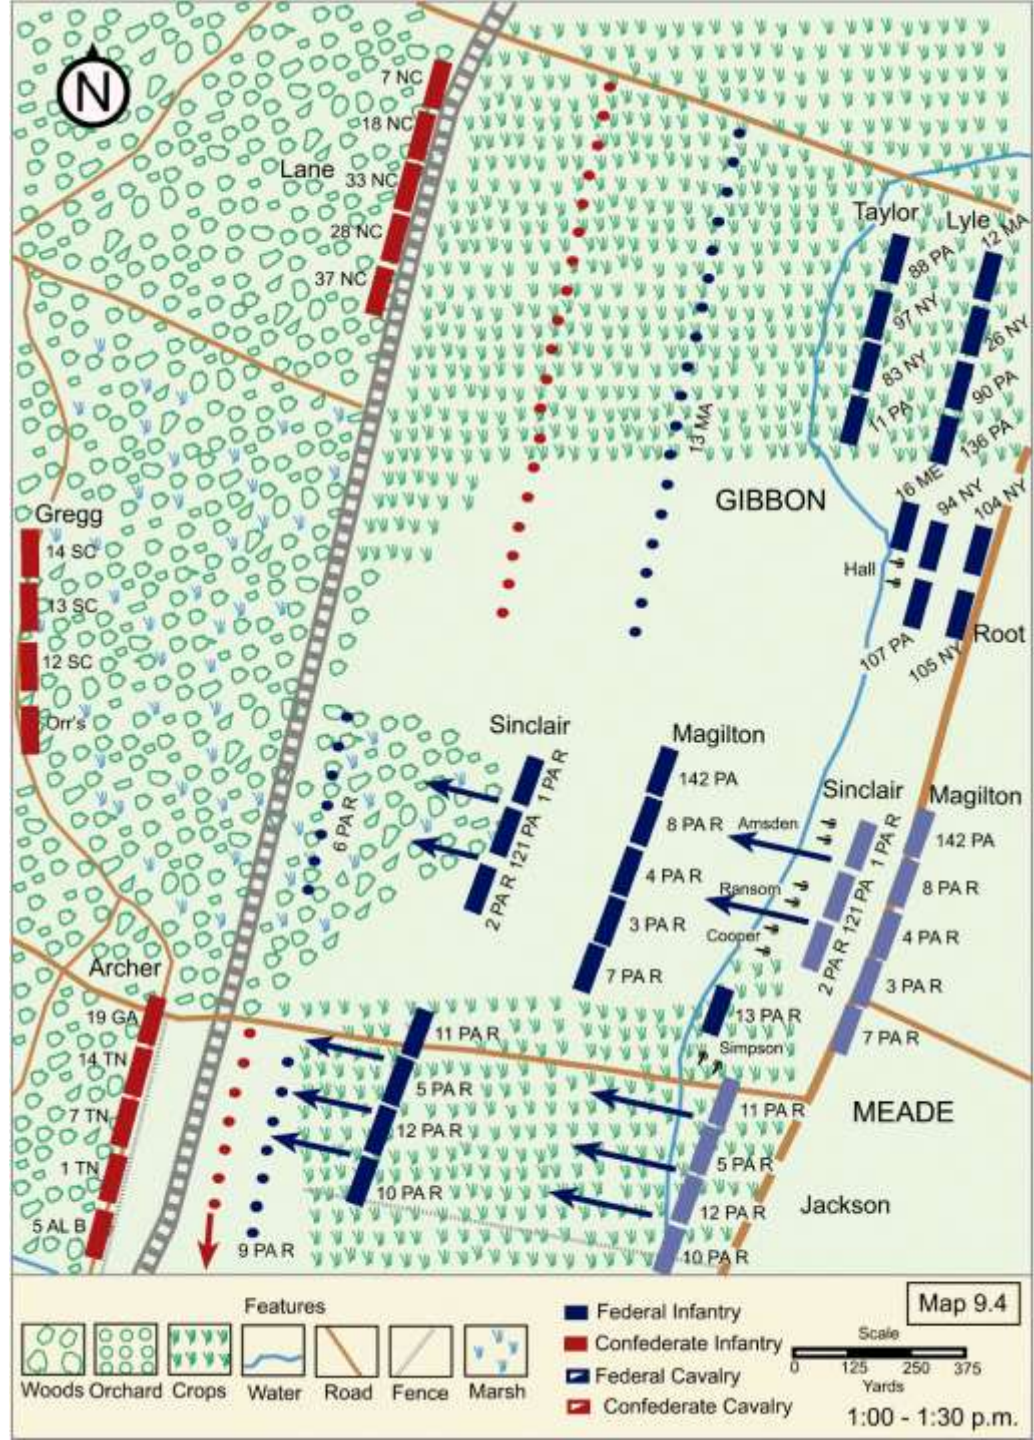 N
7 NC
18 NC
Lane
33 NC
28 NC
37 NC
Taylor
Lyle
12 MA
88 PA
97 NY
26 NY
83 NY
90 PA
11 PA
136 PA
13 MA
GIBBON
16 ME
94 NY
104 NY
Hall
107 PA
105 NY
Root
Gregg
14 SC
13 SC
12 SC
Orr's
Sinclair
1 PA R
121 PA
2 PA R
6 PA R
Magilton
142 PA
8 PA R
4 PA R
3 PA R
7 PA R
Sinclair
Magilton
Amsden
1 PA R
142 PA
8 PA R
Ransom
121 PA
4 PA R
Cooper
2 PA R
3 PA R
7 PA R
13 PA R
Simpson
Archer
19 GA
14 TN
7 TN
1 TN
5 AL B
11 PA R
5 PA R
12 PA R
10 PA R
9 PA R
11 PA R
5 PA R
12 PA R
10 PA R
MEADE
Jackson
Features
Woods
Orchard
Crops
Water
Road
Fence
Marsh
Federal Infantry
Confederate Infantry
Federal Cavalry
Confederate Cavalry
Map 9.4
Scale
0 125 250 375
Yards
1:00 - 1:30 p.m.